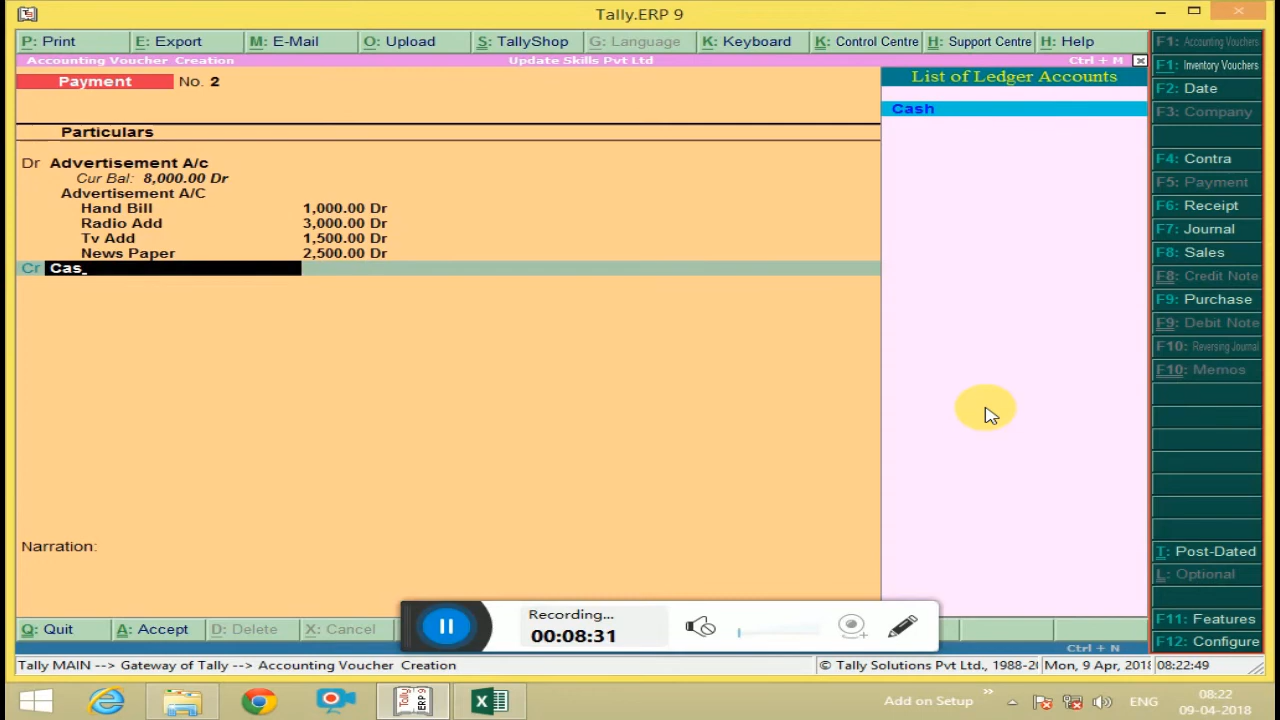 Tally.ERP 9
P: Print E: Export M: E-Mail O: Upload S: TallyShop G: Language K: Keyboard K: Control Centre H: Support Centre H: Help
Accounting Voucher Creation Update Skills Pvt Ltd Ctrl + M
Payment No. 2
Particulars
Dr Advertisement A/c
Cur Bal: 8,000.00 Dr
Advertisement A/C
Hand Bill 1,000.00 Dr
Radio Add 3,000.00 Dr
Tv Add 1,500.00 Dr
News Paper 2,500.00 Dr
Cr Cas_
Narration:
List of Ledger Accounts
Cash
F1: Accounting Vouchers
F1: Inventory Vouchers
F2: Date
F3: Company
F4: Contra
F5: Payment
F6: Receipt
F7: Journal
F8: Sales
F8: Credit Note
F9: Purchase
F9: Debit Note
F10: Reversing Journal
F10: Memos
T: Post-Dated
L: Optional
F11: Features
F12: Configure
Q: Quit A: Accept D: Delete X: Cancel
Recording...
00:08:31
Ctrl + N
Tally MAIN --> Gateway of Tally --> Accounting Voucher Creation © Tally Solutions Pvt Ltd., 1988-20 Mon, 9 Apr, 2018 08:22:49
Tally ERP 9
Add on Setup » ENG 08:22
09-04-2018